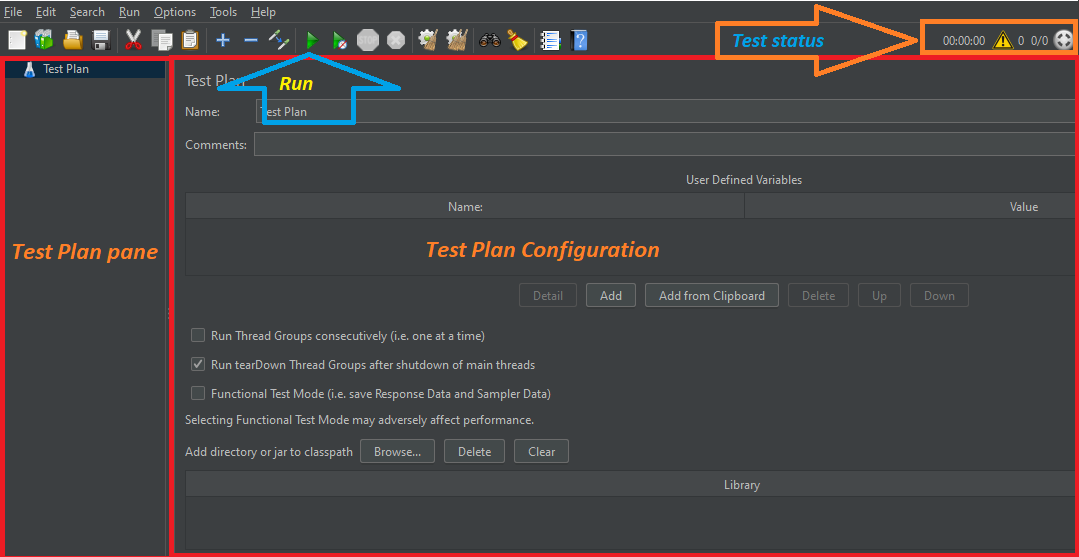 File Edit Search Run Options Tools Help
STOP
Test status
00:00:00 0 0/0
Test Plan
Test Plan
Run
Name: Test Plan
Comments:
User Defined Variables
Name: Value
Test Plan pane
Test Plan Configuration
Detail Add Add from Clipboard Delete Up Down
Run Thread Groups consecutively (i.e. one at a time)
Run tearDown Thread Groups after shutdown of main threads
Functional Test Mode (i.e. save Response Data and Sampler Data)
Selecting Functional Test Mode may adversely affect performance.
Add directory or jar to classpath Browse... Delete Clear
Library